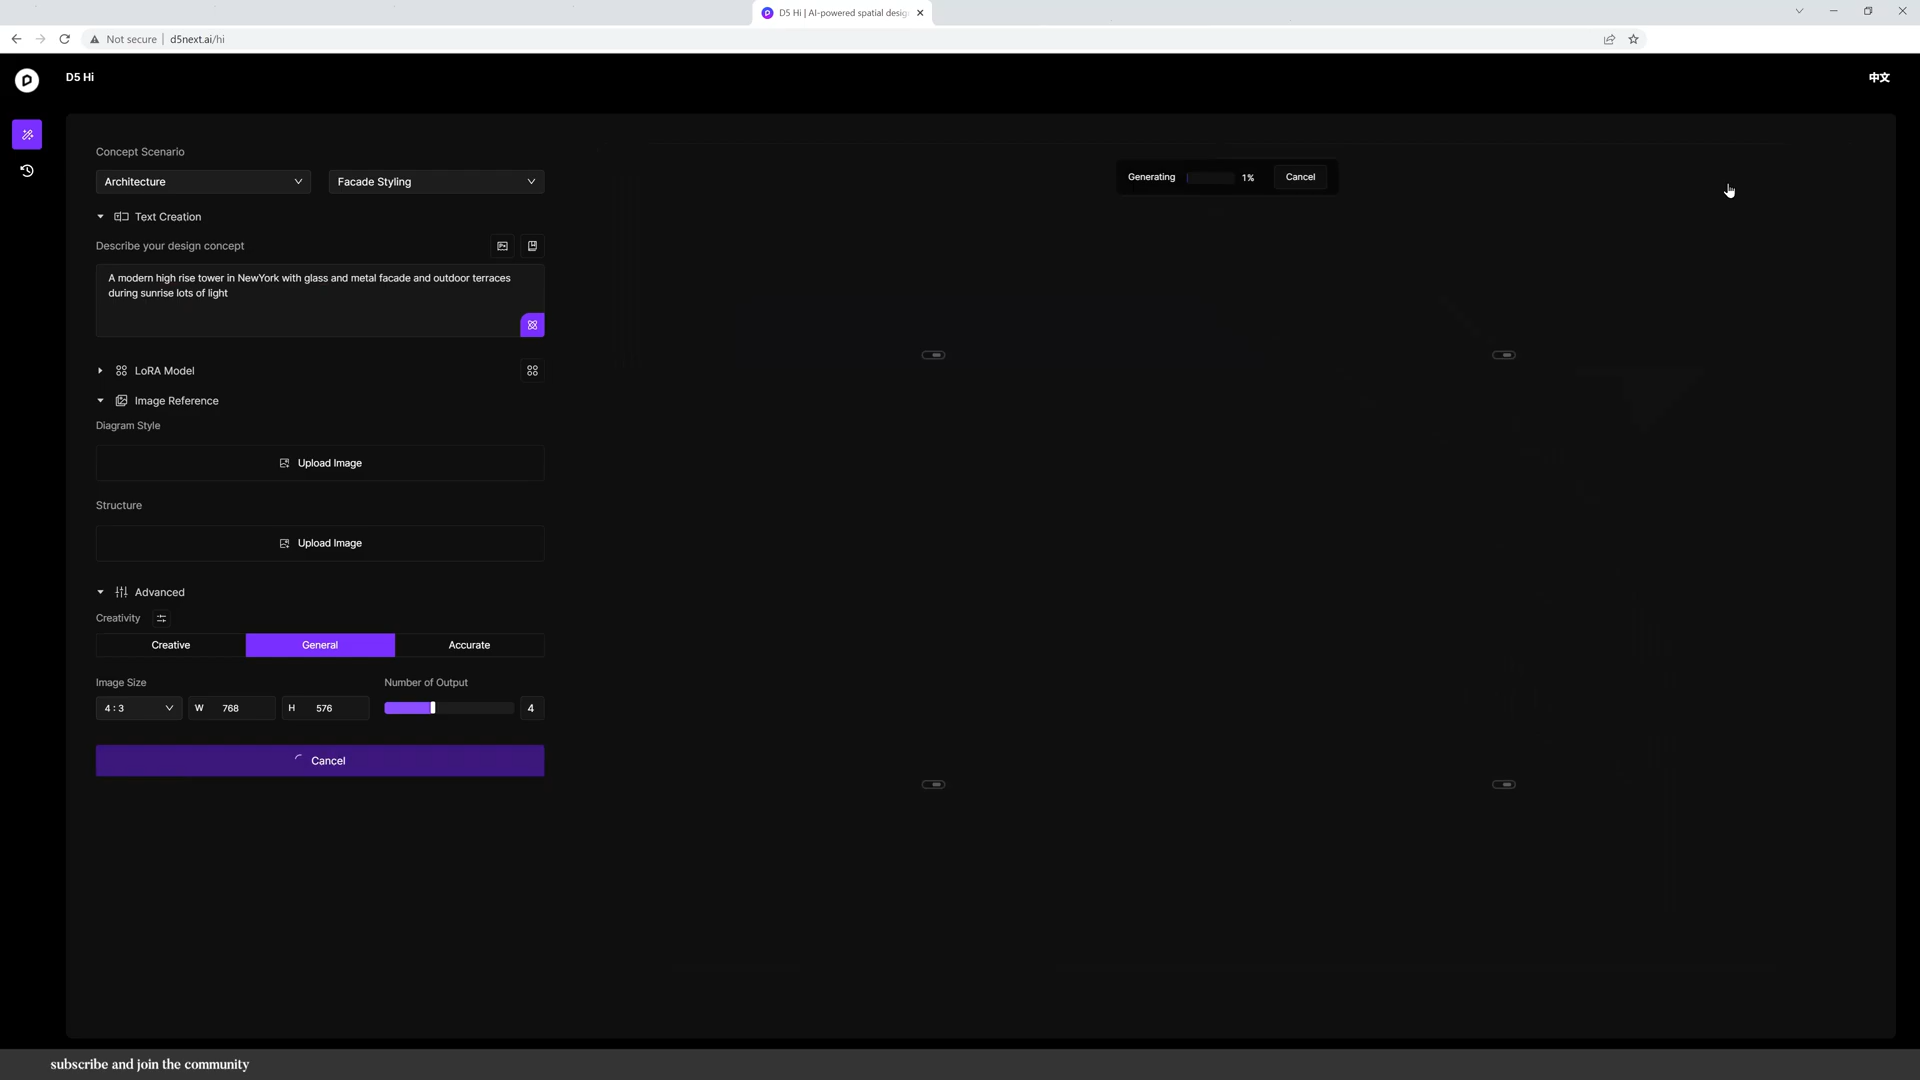 D5 Hi | AI-powered spatial desig
Not secure
d5next.ai/hi
D5 Hi
中文
Concept Scenario
Architecture
Facade Styling
Generating
1%
Cancel
Text Creation
Describe your design concept
A modern high rise tower in NewYork with glass and metal facade and outdoor terraces
during sunrise lots of light
LoRA Model
Image Reference
Diagram Style
Upload Image
Structure
Upload Image
Advanced
Creativity
Creative
General
Accurate
Image Size
Number of Output
4 : 3
W 768
H 576
4
Cancel
subscribe and join the community